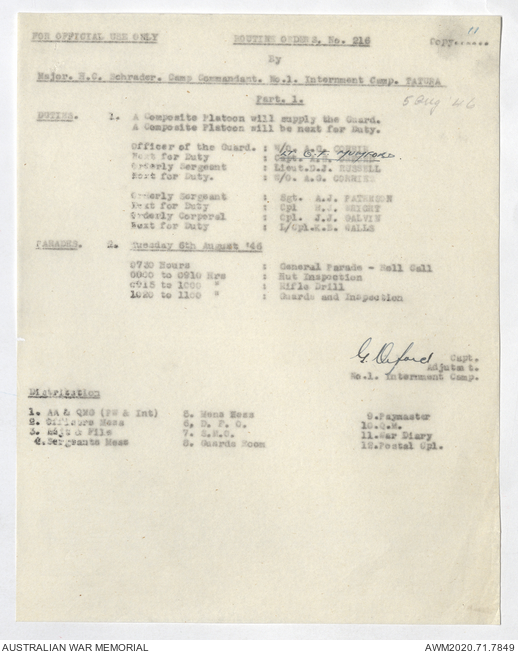 FOR OFFICIAL USE ONLY ROUTINE ORDERS, No. 216 Copy...... 11
By
Major. H.C. Schrader. Camp Commandant. No.1. Internment Camp. TATURA
Part. 1. 5 Aug 46
DUTIES. 1. A Composite Platoon will supply the Guard.
A Composite Platoon will be next for Duty.
Officer of the Guard. : W/O. A.G. CORRIE
Next for Duty : Lt G.F.
Orderly Sergeant : Lieut.D.J. RUSSELL
Next for Duty. : W/O. A.G. CORRIE
Orderly Sergeant : Sgt. A.J. PATERSON
Next for Duty : Cpl W.J. WRIGHT
Orderly Corporal : Cpl. J.J. GALVIN
Next for Duty : L/Cpl.K.R. WALLS
PARADES. 2. Tuesday 6th August '46
0730 Hours : General Parade - Roll Call
0800 to 0910 Hrs : Hut Inspection
0915 to 1000 " : Rifle Drill
1020 to 1100 " : Guards and Inspection
G. Oxford Capt.
Adjutant.
No.1. Internment Camp.
Distribution
1. AA & QMG (PW & Int) 5. Mens Mess 9.Paymaster
2. Officers Mess 6. D. F. O. 10.Q.M.
3. Adjt & File 7. S.M.O. 11.War Diary
4.Sergeants Mess 8. Guards Room 12.Postal Cpl.
AUSTRALIAN WAR MEMORIAL AWM2020.71.7849